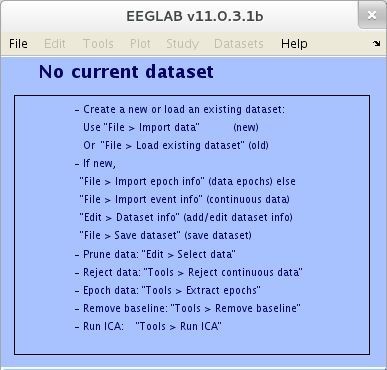 EEGLAB v11.0.3.1b
File Edit Tools Plot Study Datasets Help
No current dataset
- Create a new or load an existing dataset:
Use "File > Import data" (new)
Or "File > Load existing dataset" (old)
- If new,
"File > Import epoch info" (data epochs) else
"File > Import event info" (continuous data)
"Edit > Dataset info" (add/edit dataset info)
"File > Save dataset" (save dataset)
- Prune data: "Edit > Select data"
- Reject data: "Tools > Reject continuous data"
- Epoch data: "Tools > Extract epochs"
- Remove baseline: "Tools > Remove baseline"
- Run ICA: "Tools > Run ICA"